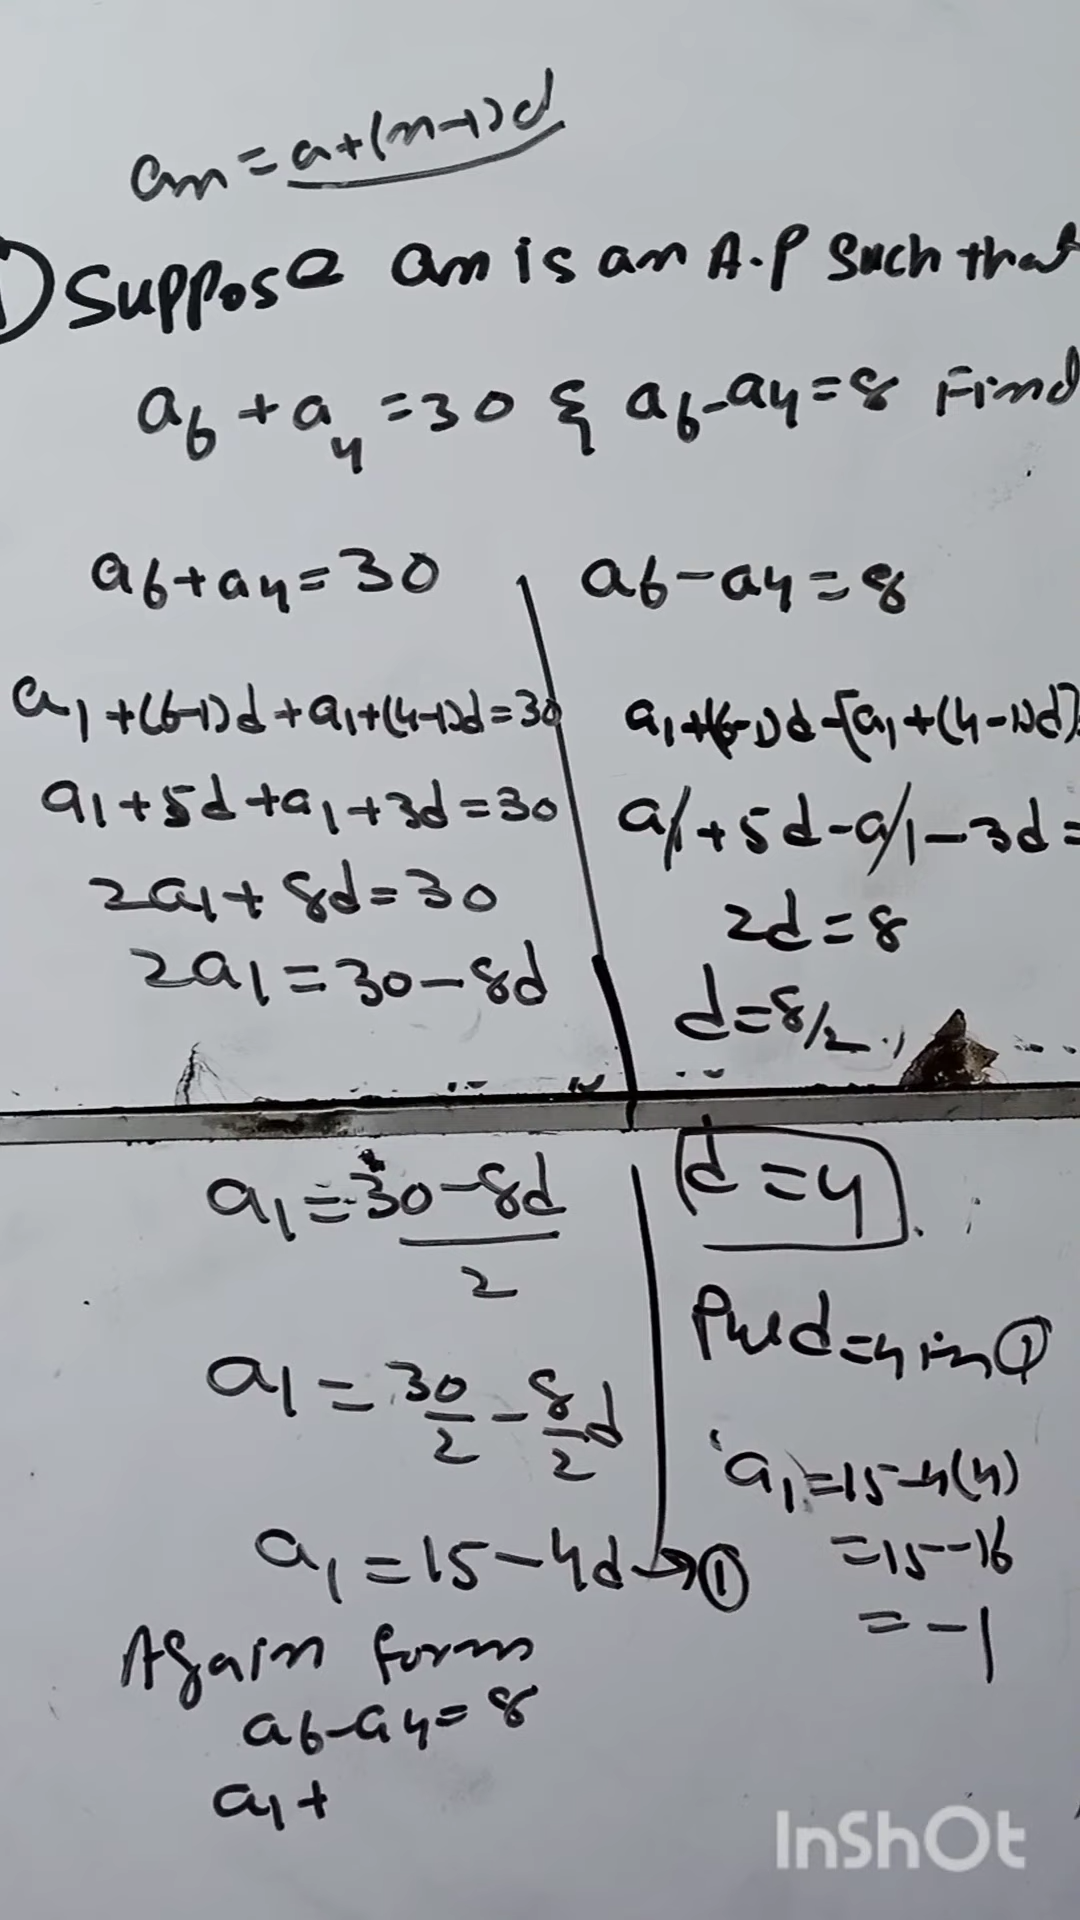 an = a+(n-1)d
1) Suppose an is an A.P such that
a6 + a4 = 30 & a6-a4=8 Find
a6+a4=30
a1+(6-1)d+a1+(4-1)d=30
a1+5d+a1+3d=30
2a1+8d=30
2a1=30-8d
a6-a4=8
a1+(6-1)d-[a1+(4-1)d]=
a1+5d-a1-3d=
2d=8
d=8/2
a1=30-8d/2
a1=30/2-8/2d
a1=15-4d→①
Again form
a6-a4=8
a1+
d=4
Put d=4 in ①
a1=15-4(4)
=15-16
=-1
InShOt